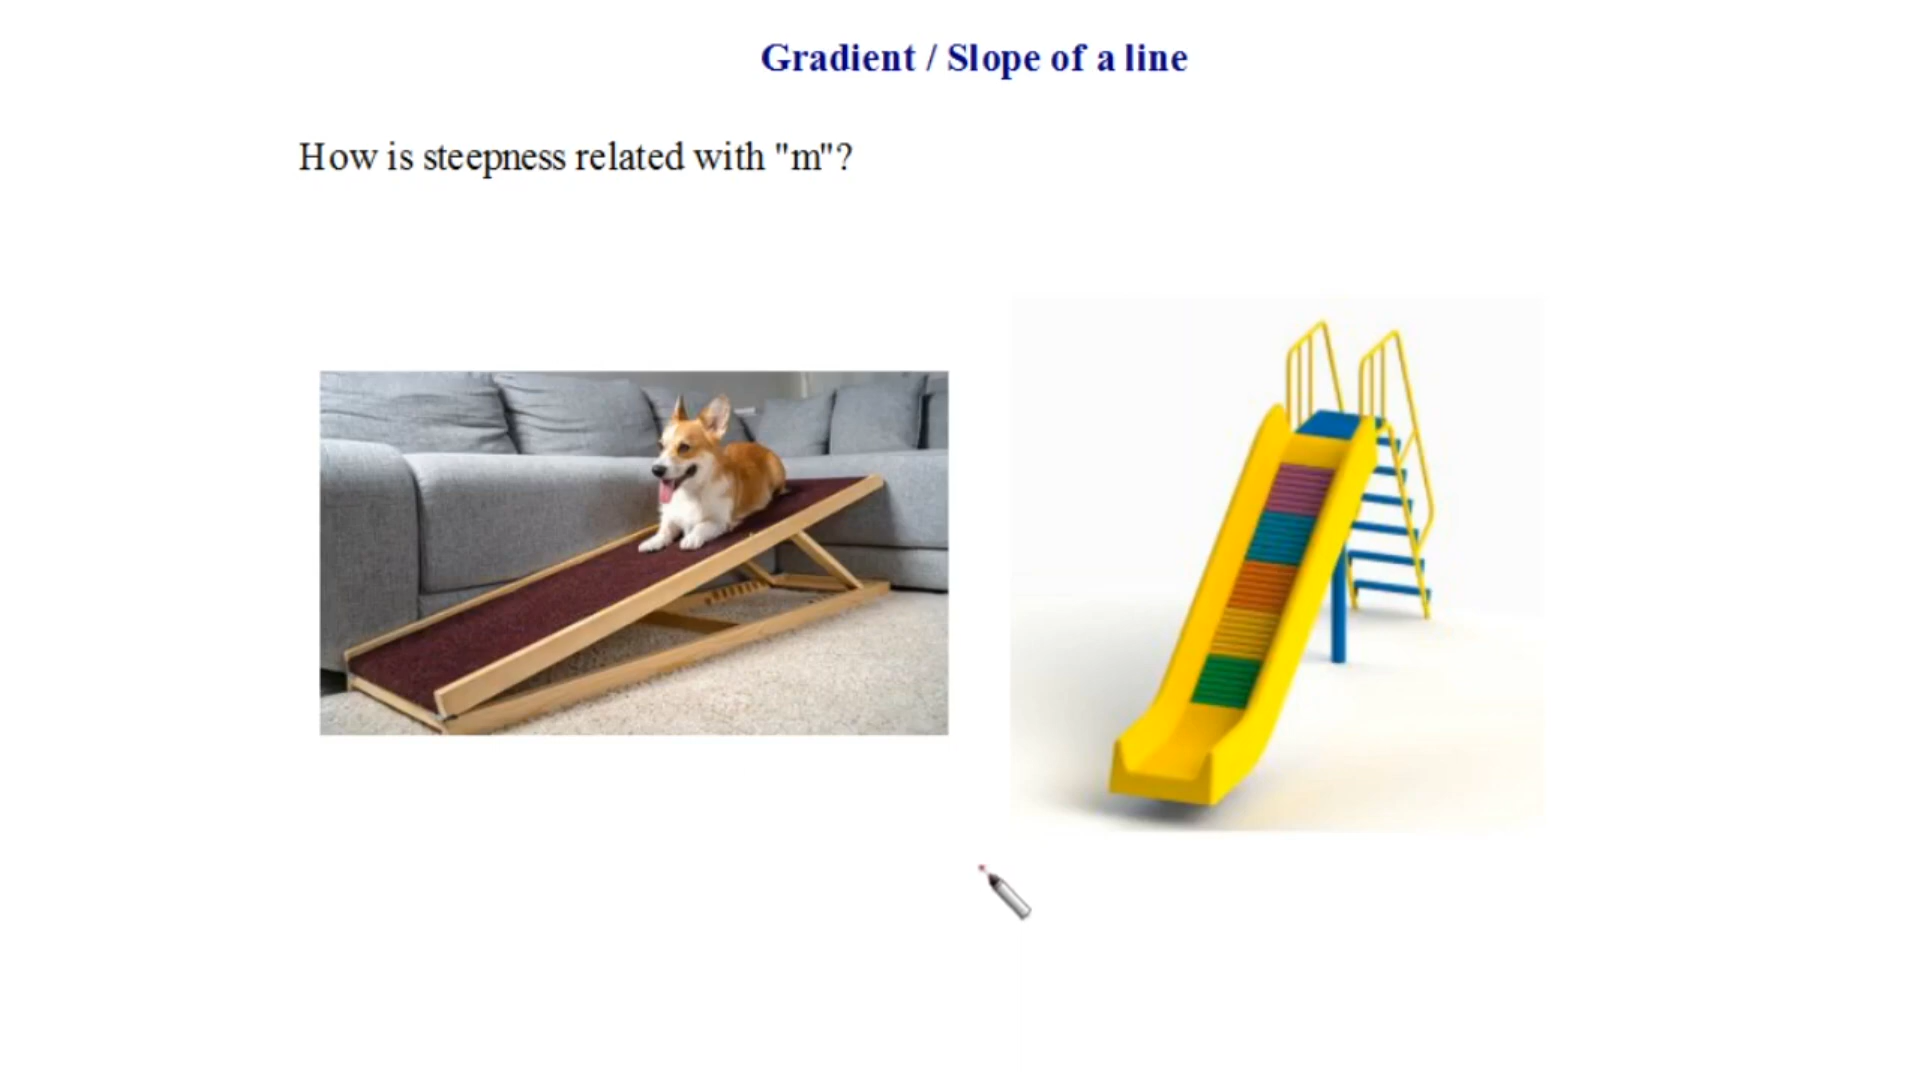 Gradient / Slope of a line
How is steepness related with "m"?